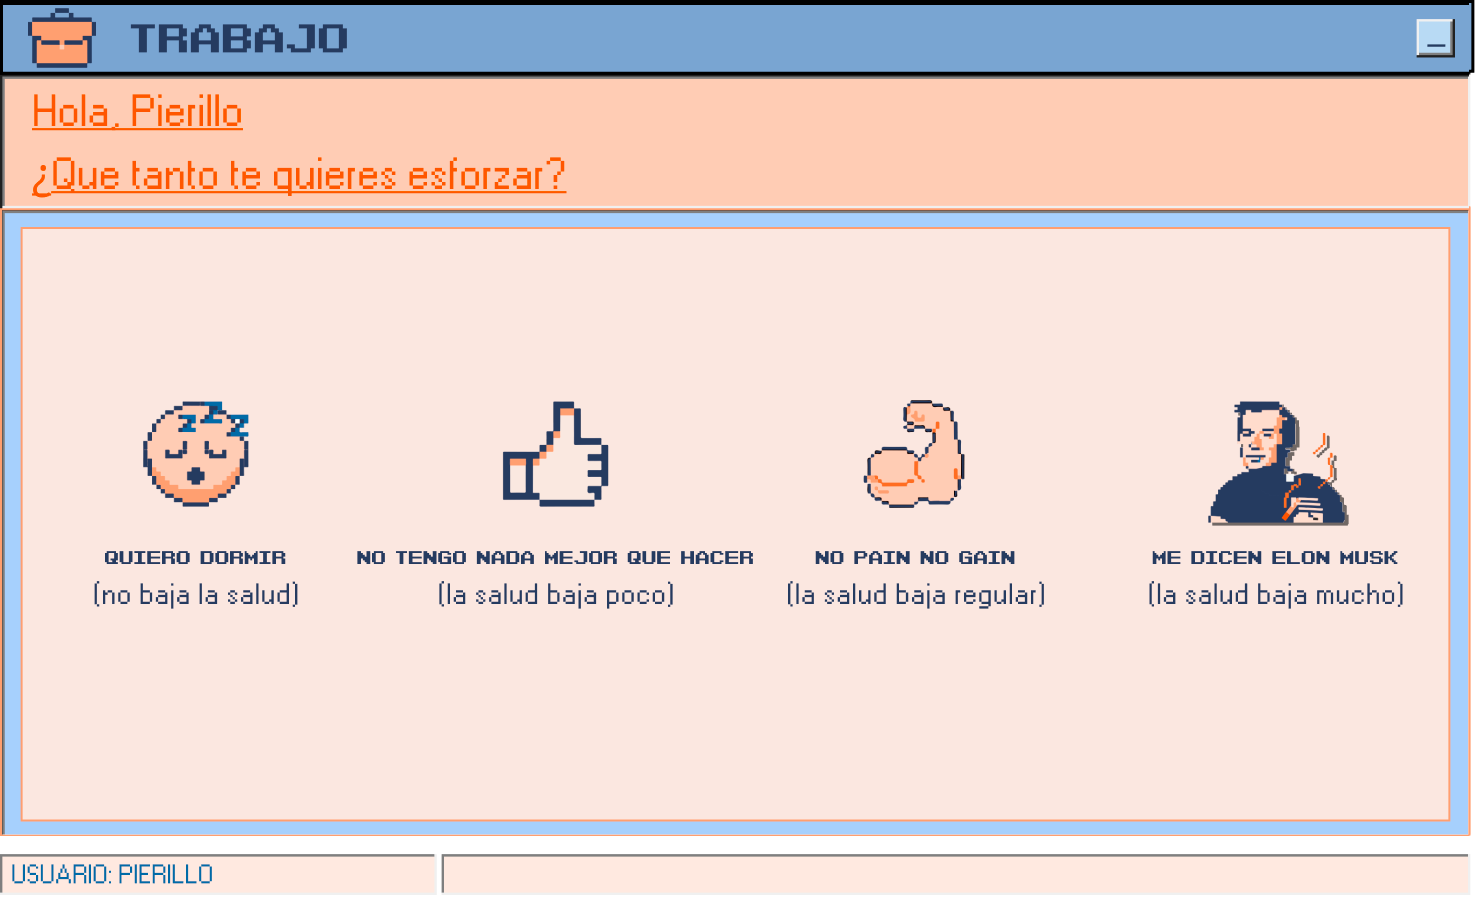 TRABAJO
_
Hola, Pierillo
¿Que tanto te quieres esforzar?
z z z
QUIERO DORMIR
(no baja la salud)
NO TENGO NADA MEJOR QUE HACER
(la salud baja poco)
NO PAIN NO GAIN
(la salud baja regular)
ME DICEN ELON MUSK
(la salud baja mucho)
USUARIO: PIERILLO